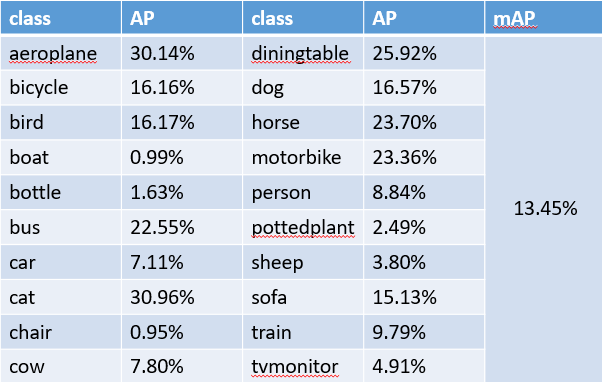 class AP class AP mAP
aeroplane 30.14% diningtable 25.92%
bicycle 16.16% dog 16.57%
bird 16.17% horse 23.70%
boat 0.99% motorbike 23.36%
bottle 1.63% person 8.84%
13.45%
bus 22.55% pottedplant 2.49%
car 7.11% sheep 3.80%
cat 30.96% sofa 15.13%
chair 0.95% train 9.79%
cow 7.80% tvmonitor 4.91%